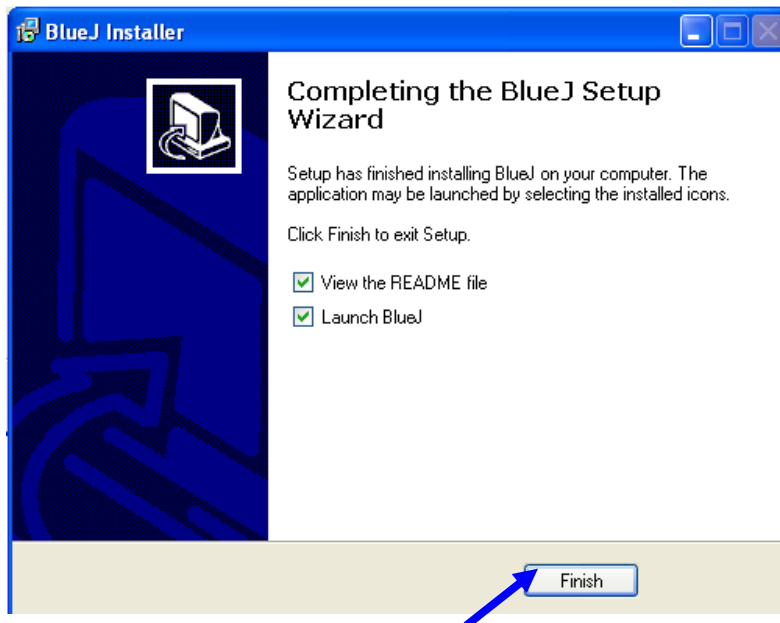 BlueJ Installer
Completing the BlueJ Setup
Wizard
Setup has finished installing BlueJ on your computer. The
application may be launched by selecting the installed icons.
Click Finish to exit Setup.
View the README file
Launch BlueJ
Finish